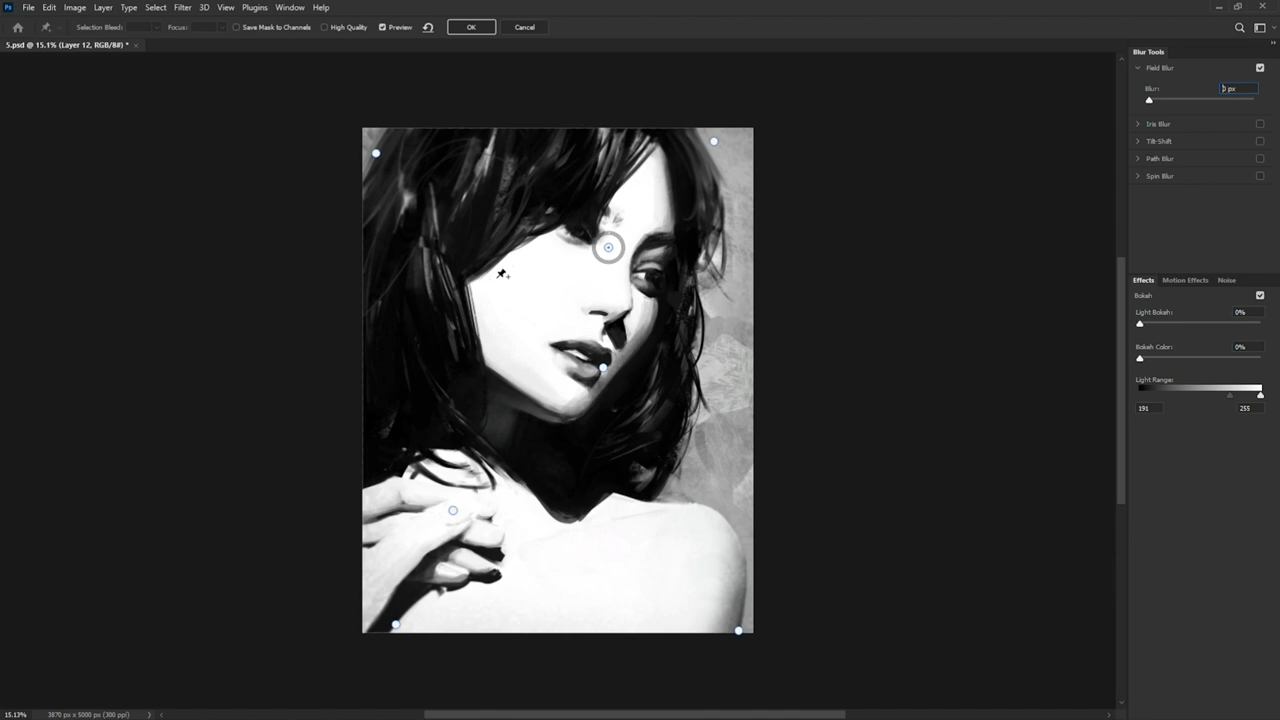 Ps File Edit Image Layer Type Select Filter 3D View Plugins Window Help
Selection Bleed: Focus: Save Mask to Channels High Quality Preview OK Cancel
5.psd @ 15.1% (Layer 12, RGB/8#) * ×
Blur Tools
Field Blur
Blur: 0 px
Iris Blur
Tilt-Shift
Path Blur
Spin Blur
Effects Motion Effects Noise
Bokeh
Light Bokeh: 0%
Bokeh Color: 0%
Light Range:
191 255
15.13% 3870 px x 5000 px (300 ppi)